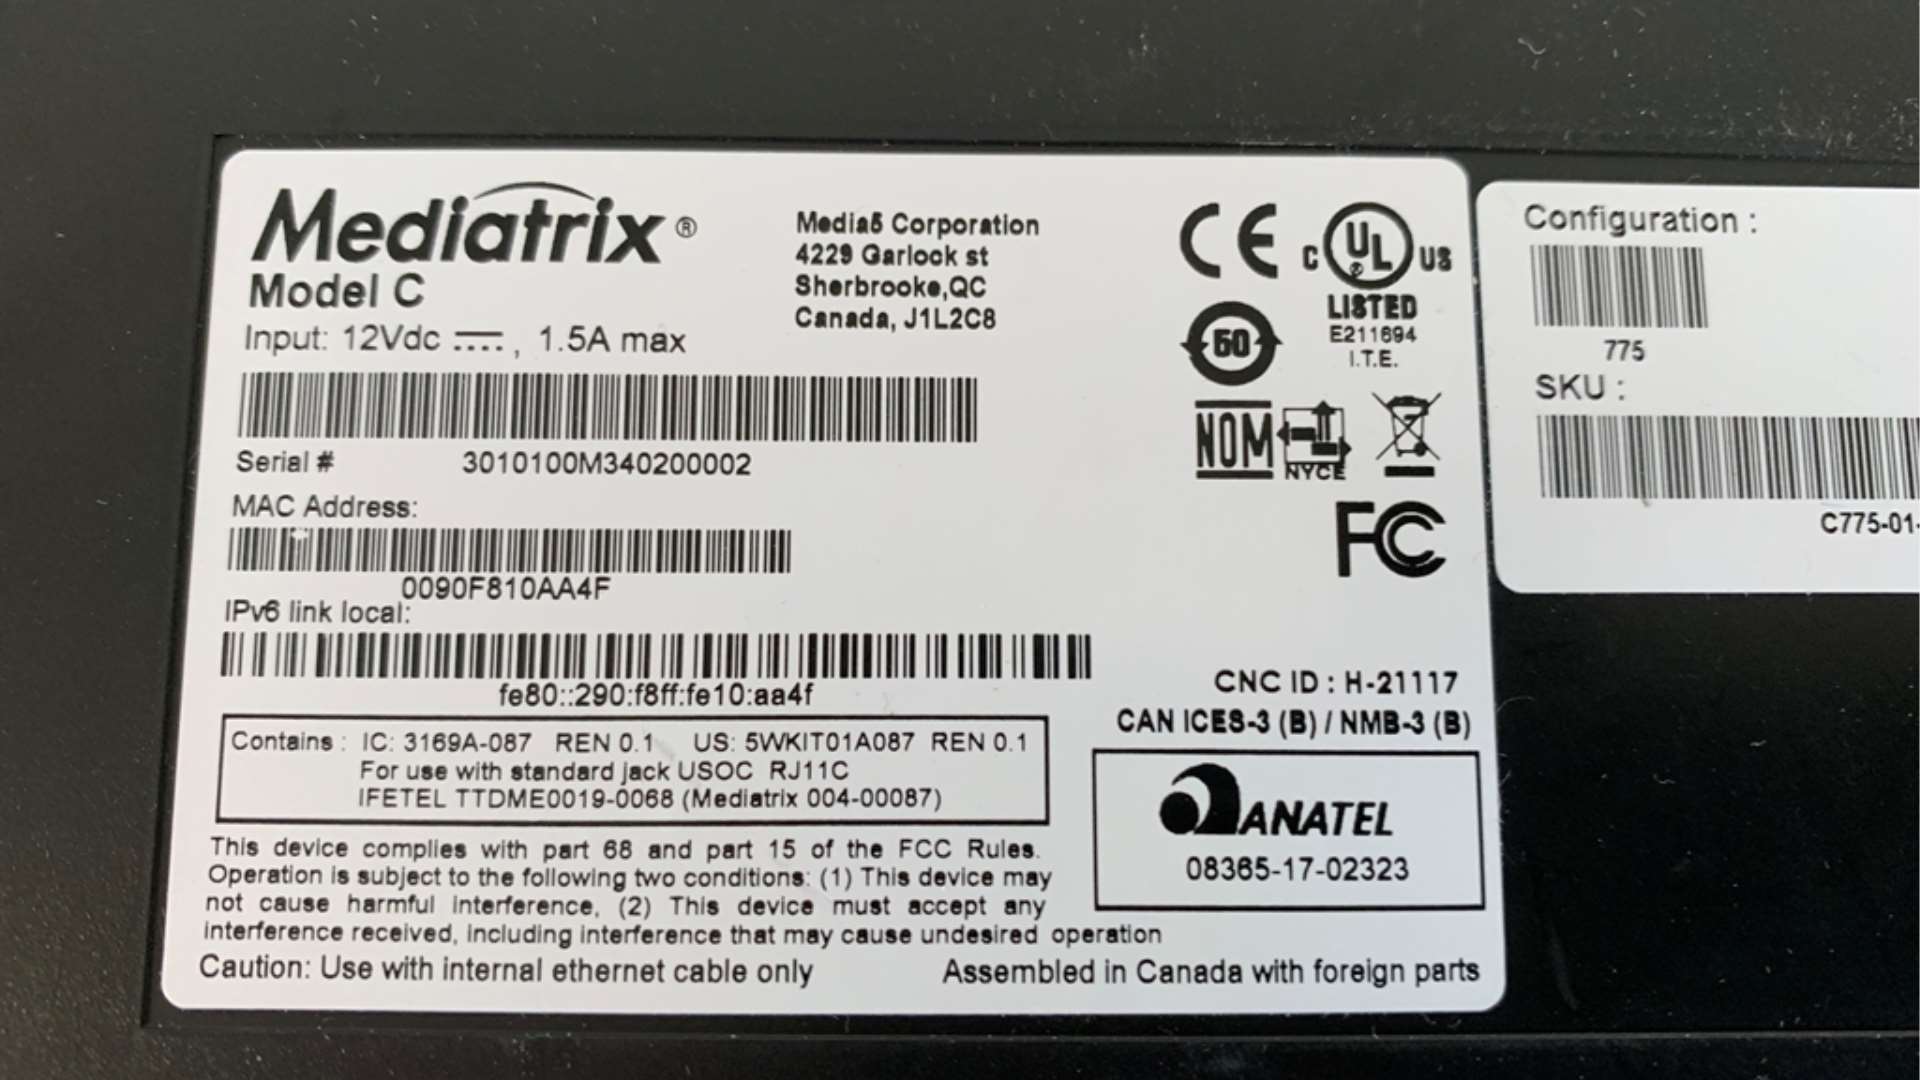 Mediatrix®
Model C
Input: 12Vdc , 1.5A max
Media5 Corporation
4229 Garlock st
Sherbrooke,QC
Canada, J1L2C8
Serial # 3010100M340200002
MAC Address:
0090F810AA4F
IPv6 link local:
fe80::290:f8ff:fe10:aa4f
Contains : IC: 3169A-087 REN 0.1 US: 5WKIT01A087 REN 0.1
For use with standard jack USOC RJ11C
IFETEL TTDME0019-0068 (Mediatrix 004-00087)
This device complies with part 68 and part 15 of the FCC Rules.
Operation is subject to the following two conditions: (1) This device may
not cause harmful interference, (2) This device must accept any
interference received, including interference that may cause undesired operation
Caution: Use with internal ethernet cable only
CE
C UL® US
LISTED
E211694
I.T.E.
50
NOM
NYCE
FC
CNC ID : H-21117
CAN ICES-3 (B) / NMB-3 (B)
ANATEL
08365-17-02323
Assembled in Canada with foreign parts
Configuration :
775
SKU :
C775-01-